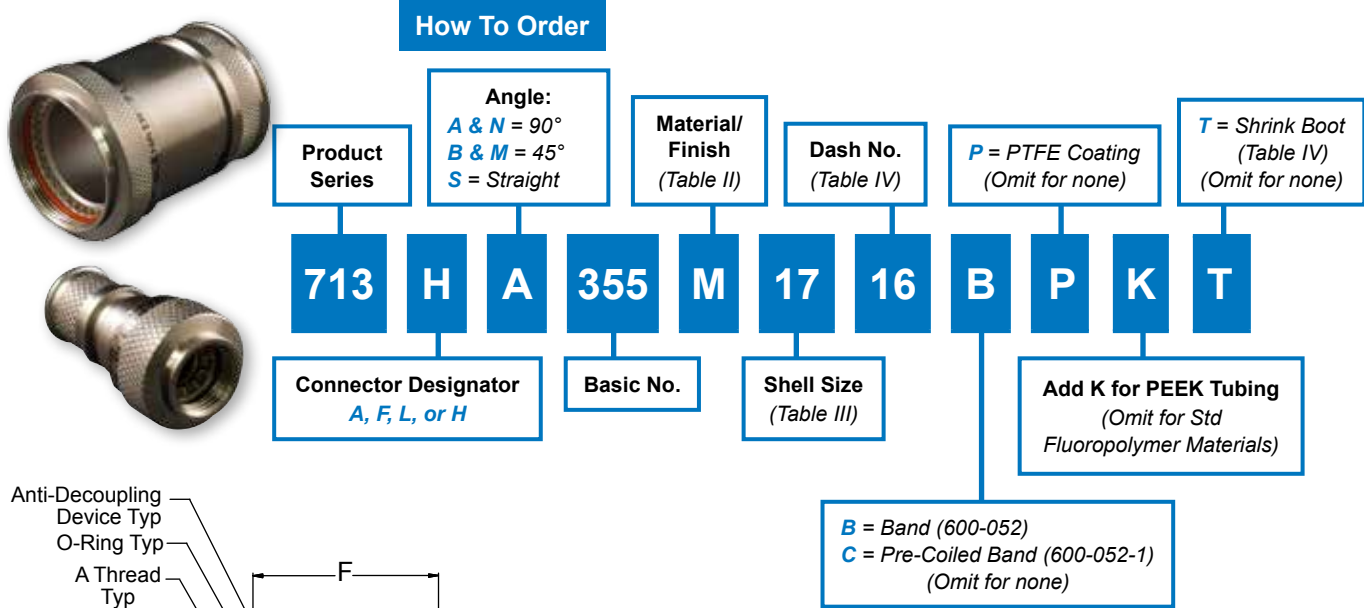 How To Order
Angle:
A & N = 90°
B & M = 45°
S = Straight
Product
Series
Material/
Finish
(Table II)
Dash No.
(Table IV)
P = PTFE Coating
(Omit for none)
T = Shrink Boot
(Table IV)
(Omit for none)
713 H A 355 M 17 16 B P K T
Connector Designator
A, F, L, or H
Basic No.
Shell Size
(Table III)
Add K for PEEK Tubing
(Omit for Std
Fluoropolymer Materials)
B = Band (600-052)
C = Pre-Coiled Band (600-052-1)
(Omit for none)
Anti-Decoupling
Device Typ
O-Ring Typ
A Thread
Typ
F